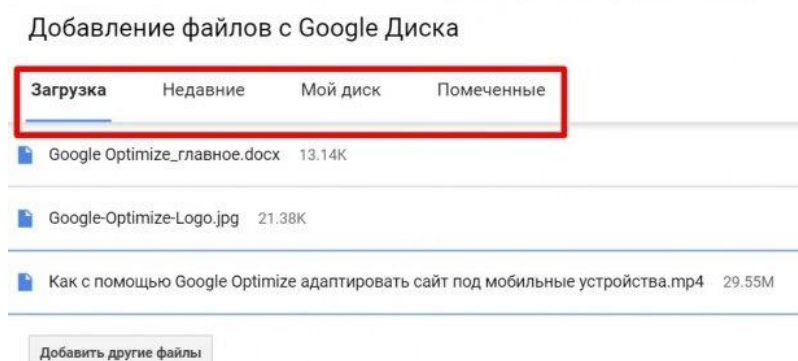 Добавление файлов с Google Диска
Загрузка Недавние Мой диск Помеченные
Google Optimize_главное.docx 13.14K
Google-Optimize-Logo.jpg 21.38K
Как с помощью Google Optimize адаптировать сайт под мобильные устройства.mp4 29.55M
Добавить другие файлы